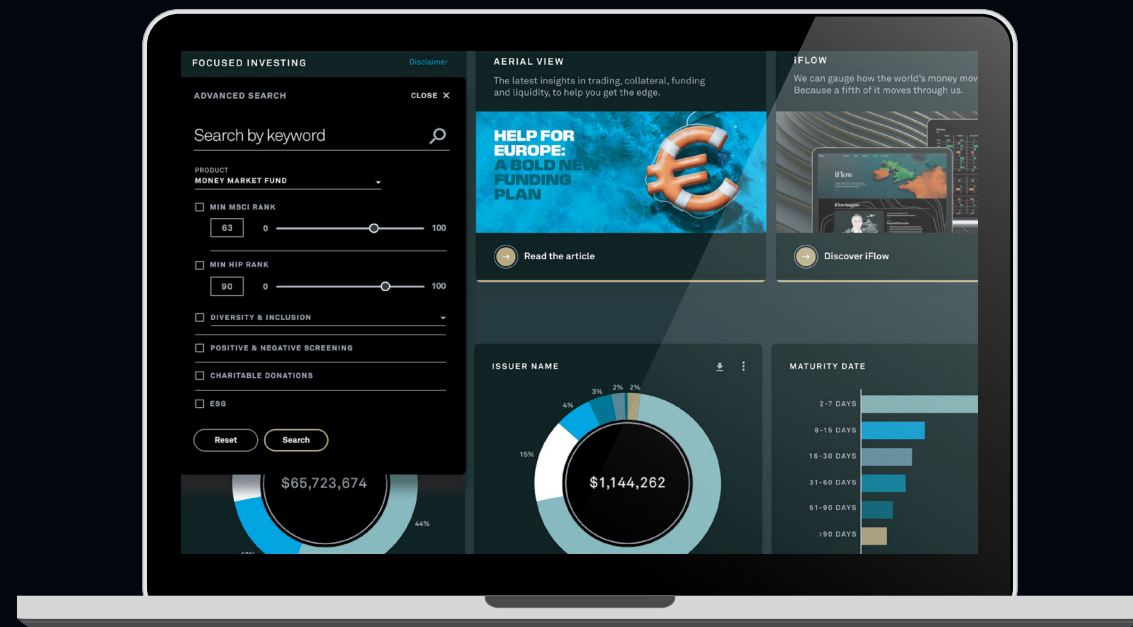 FOCUSED INVESTING
Disclaimer
ADVANCED SEARCH
CLOSE X
Search by keyword
PRODUCT
MONEY MARKET FUND
MIN MSCI RANK
63 0 100
MIN HIP RANK
90 0 100
DIVERSITY & INCLUSION
POSITIVE & NEGATIVE SCREENING
CHARITABLE DONATIONS
ESG
Reset
Search
$65,723,674
44%
AERIAL VIEW
The latest insights in trading, collateral, funding
and liquidity, to help you get the edge.
HELP FOR
EUROPE:
A BOLD NEW
FUNDING
PLAN
Read the article
iFLOW
We can gauge how the world's money mov
Because a fifth of it moves through us.
iFlow
iFlow Insights
Discover iFlow
ISSUER NAME
2% 2%
3%
4%
15%
$1,144,262
MATURITY DATE
2-7 DAYS
8-15 DAYS
16-30 DAYS
31-60 DAYS
61-90 DAYS
>90 DAYS